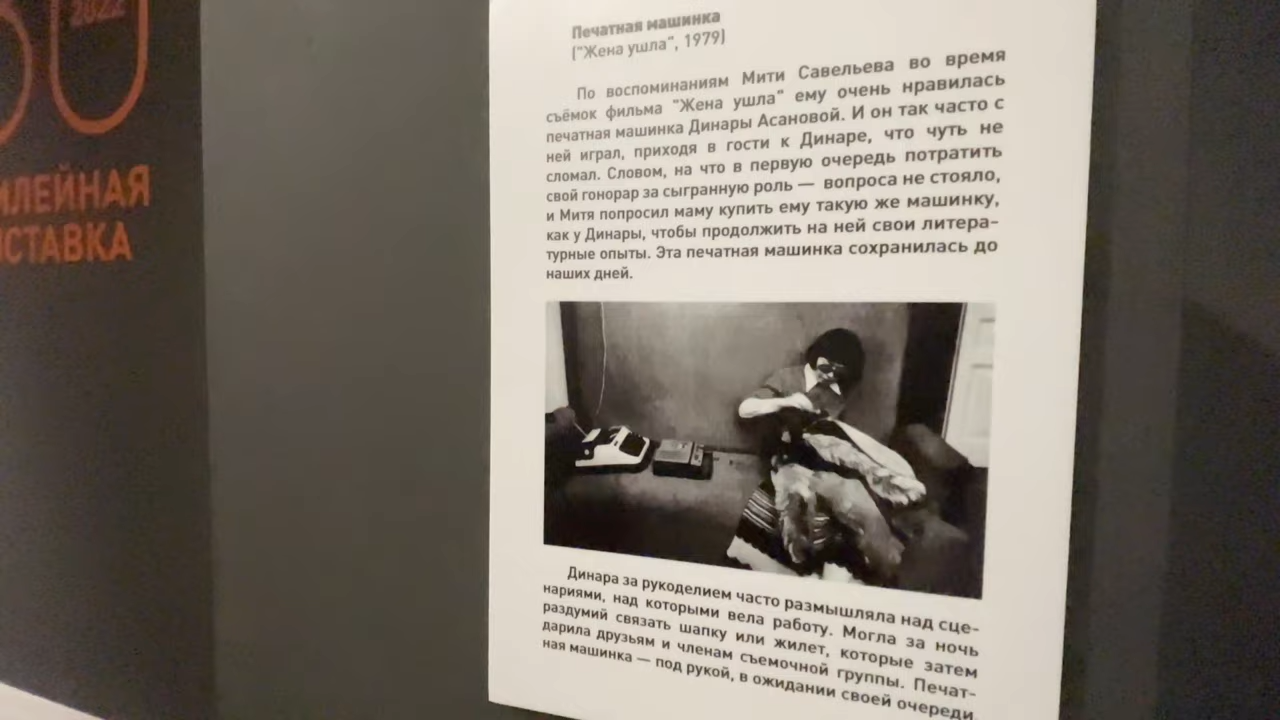 2022
ЛЕЙНАЯ
СТАВКА
Печатная машинка
("Жена ушла", 1979)
По воспоминаниям Мити Савельева во время
съёмок фильма "Жена ушла" ему очень нравилась
печатная машинка Динары Асановой. И он так часто с
ней играл, приходя в гости к Динаре, что чуть не
сломал. Словом, на что в первую очередь потратить
свой гонорар за сыгранную роль — вопроса не стояло,
и Митя попросил маму купить ему такую же машинку,
как у Динары, чтобы продолжить на ней свои литера-
турные опыты. Эта печатная машинка сохранилась до
наших дней.
Динара за рукоделием часто размышляла над сце-
нариями, над которыми вела работу. Могла за ночь
раздумий связать шапку или жилет, которые затем
дарила друзьям и членам съемочной группы. Печат-
ная машинка — под рукой, в ожидании своей очереди.